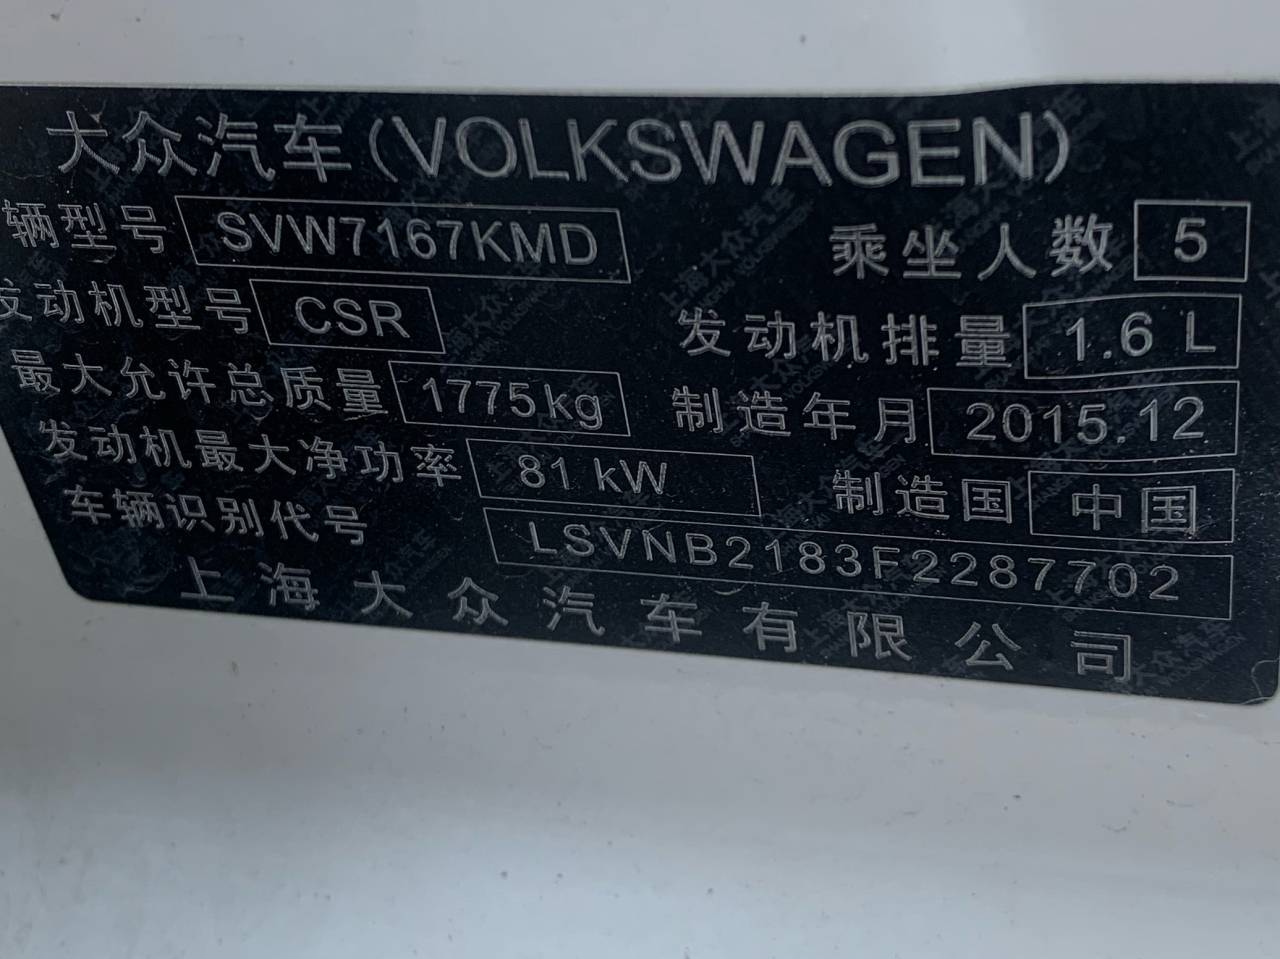 大众汽车(VOLKSWAGEN)
辆型号 SVW7167KMD 乘坐人数 5
发动机型号 CSR 发动机排量 1.6 L
最大允许总质量 1775kg 制造年月 2015.12
发动机最大净功率 81 kW 制造国 中国
车辆识别代号 LSVNB2183F2287702
上海大众汽车有限公司